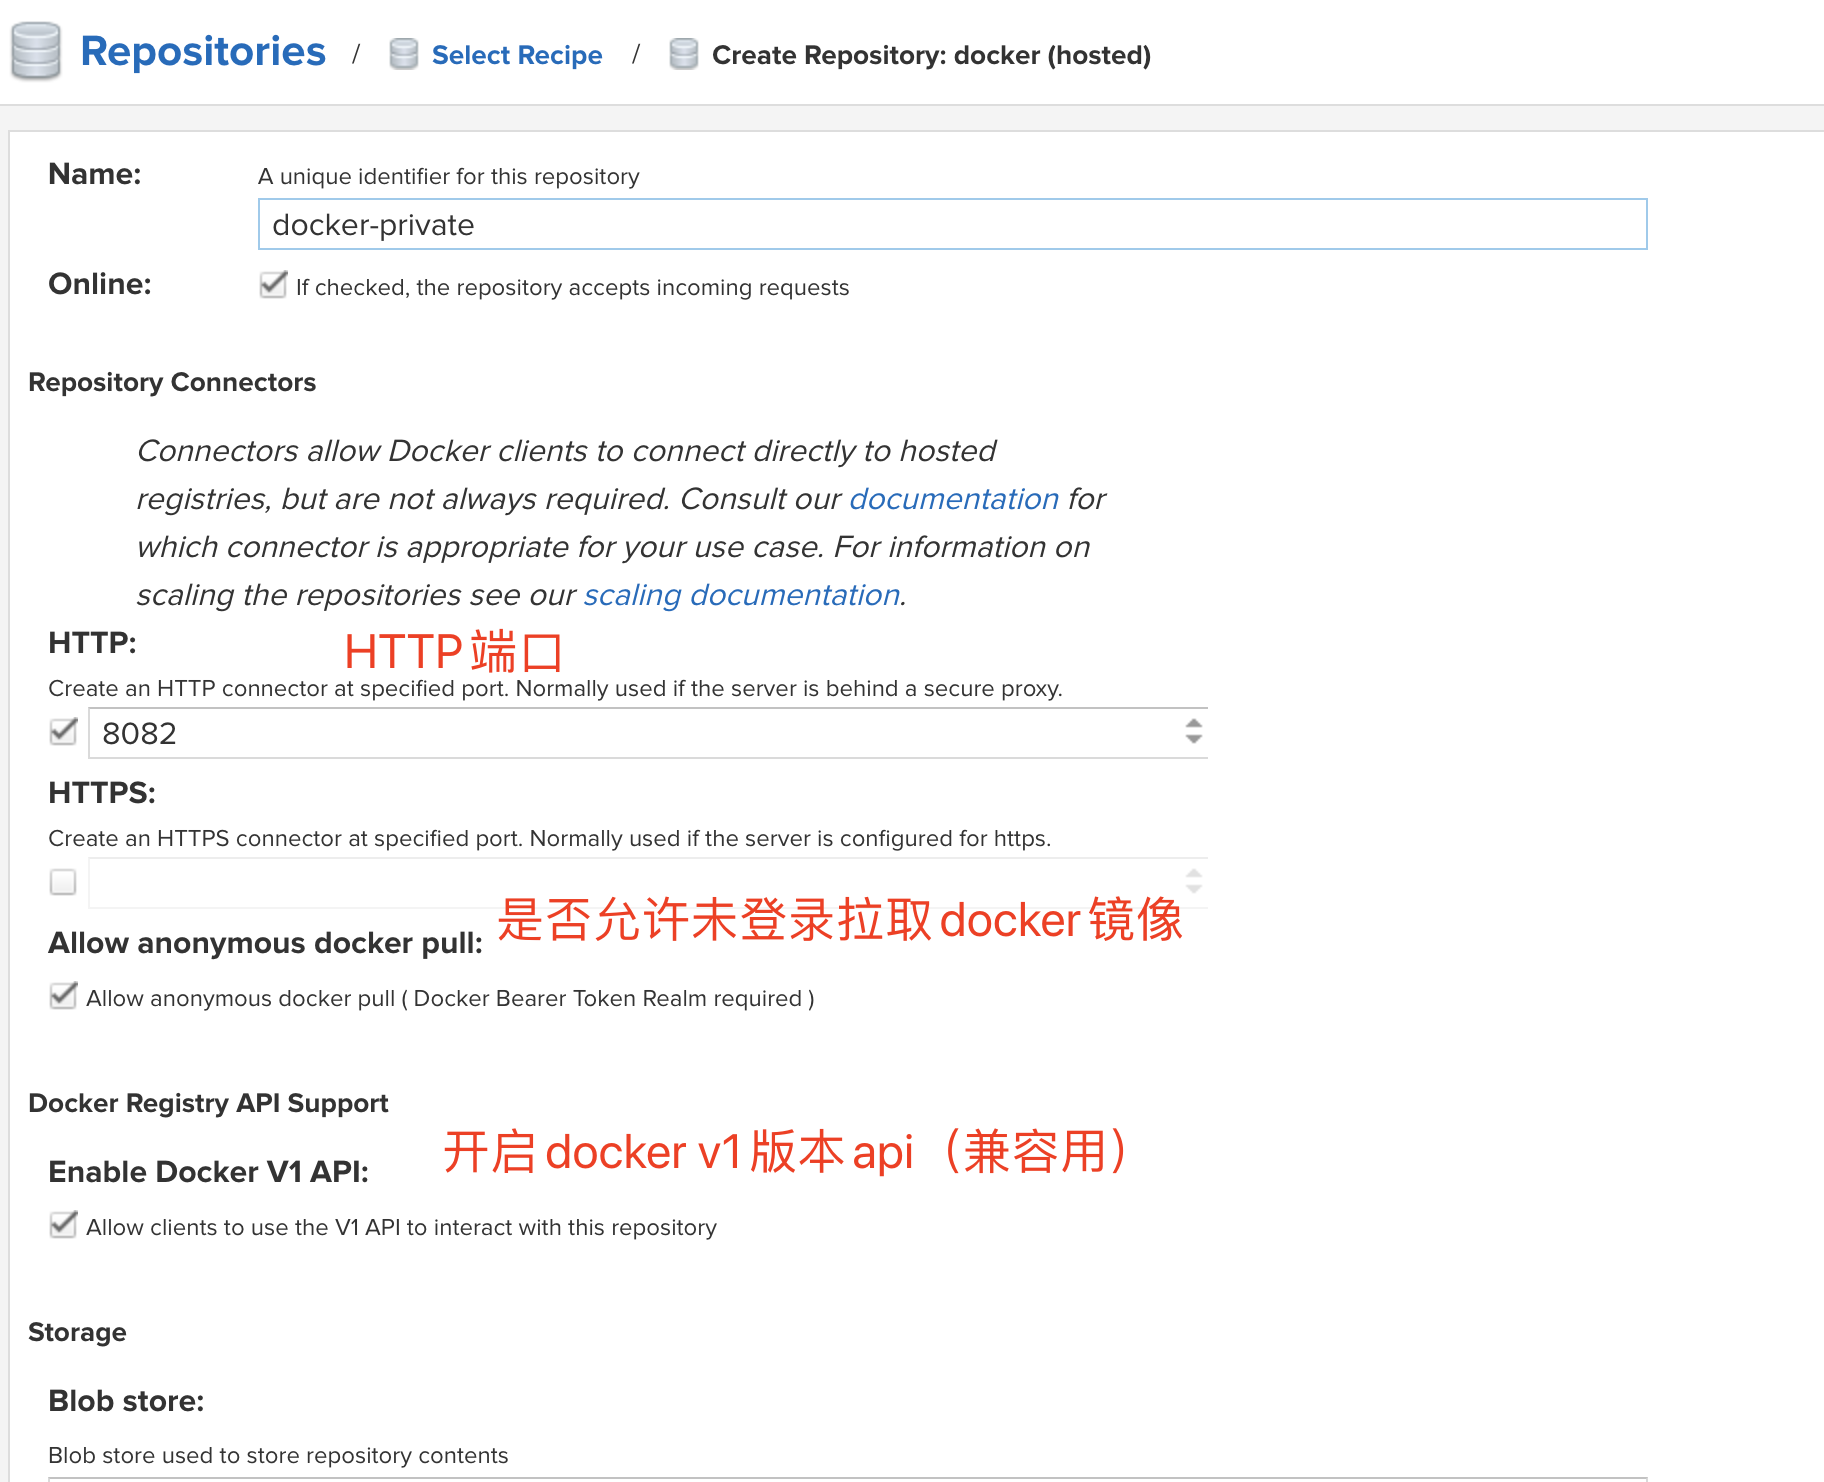 Repositories / Select Recipe / Create Repository: docker (hosted)
Name:
A unique identifier for this repository
docker-private
Online:
If checked, the repository accepts incoming requests
Repository Connectors
Connectors allow Docker clients to connect directly to hosted
registries, but are not always required. Consult our documentation for
which connector is appropriate for your use case. For information on
scaling the repositories see our scaling documentation.
HTTP:
HTTP端口
Create an HTTP connector at specified port. Normally used if the server is behind a secure proxy.
8082
HTTPS:
Create an HTTPS connector at specified port. Normally used if the server is configured for https.
是否允许未登录拉取docker镜像
Allow anonymous docker pull:
Allow anonymous docker pull ( Docker Bearer Token Realm required )
Docker Registry API Support
开启docker v1版本api（兼容用）
Enable Docker V1 API:
Allow clients to use the V1 API to interact with this repository
Storage
Blob store:
Blob store used to store repository contents